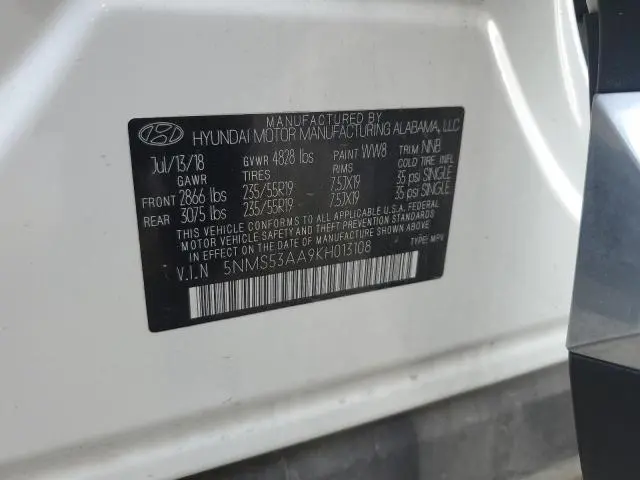 MANUFACTURED BY
HYUNDAI MOTOR MANUFACTURING ALABAMA, LLC
Jul/13/18 GVWR 4828 lbs PAINT WW8 TRIM NNB
GAWR TIRES RIMS COLD TIRE INFL
FRONT 2866 lbs 235/55R19 7.5JX19 35 psi SINGLE
REAR 3075 lbs 235/55R19 7.5JX19 35 psi SINGLE
THIS VEHICLE CONFORMS TO ALL APPLICABLE U.S.A. FEDERAL
MOTOR VEHICLE SAFETY AND THEFT PREVENTION STANDARDS
IN EFFECT ON THE DATE OF MANUFACTURE SHOWN ABOVE.
V.I.N 5NMS53AA9KH013108 TYPE: MPV